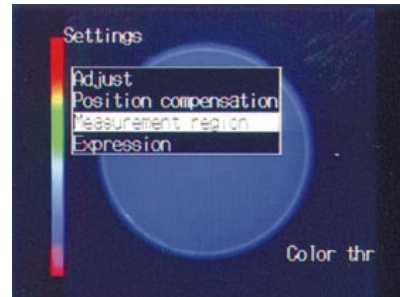 Settings
Adjust
Position compensation
Measurement region
Expression
Color thr